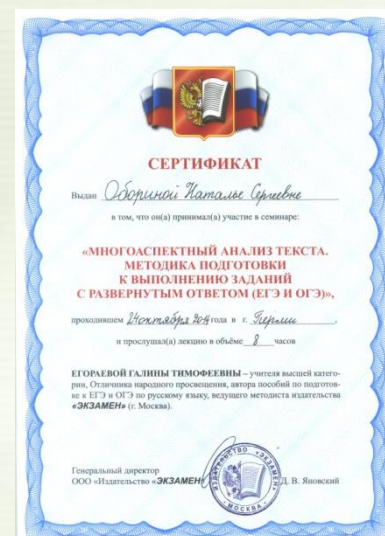 СЕРТИФИКАТ
Выдан Обориной Наталье Сергеевне
в том, что он(а) принимал(а) участие в семинаре:
«МНОГОАСПЕКТНЫЙ АНАЛИЗ ТЕКСТА.
МЕТОДИКА ПОДГОТОВКИ
К ВЫПОЛНЕНИЮ ЗАДАНИЙ
С РАЗВЕРНУТЫМ ОТВЕТОМ (ЕГЭ И ОГЭ)»,
проходившем 24 октября 2014 года в г. Перми,
и прослушал(а) лекцию в объёме 8 часов
ЕГОРАЕВОЙ ГАЛИНЫ ТИМОФЕЕВНЫ – учителя высшей катего-
рии, Отличника народного просвещения, автора пособий по подготов-
ке к ЕГЭ и ОГЭ по русскому языку, ведущего методиста издательства
«ЭКЗАМЕН» (г. Москва).
Генеральный директор
ООО «Издательство «ЭКЗАМЕН»
Д. В. Яновский
ИЗДАТЕЛЬСТВО «ЭКЗАМЕН»
МОСКВА